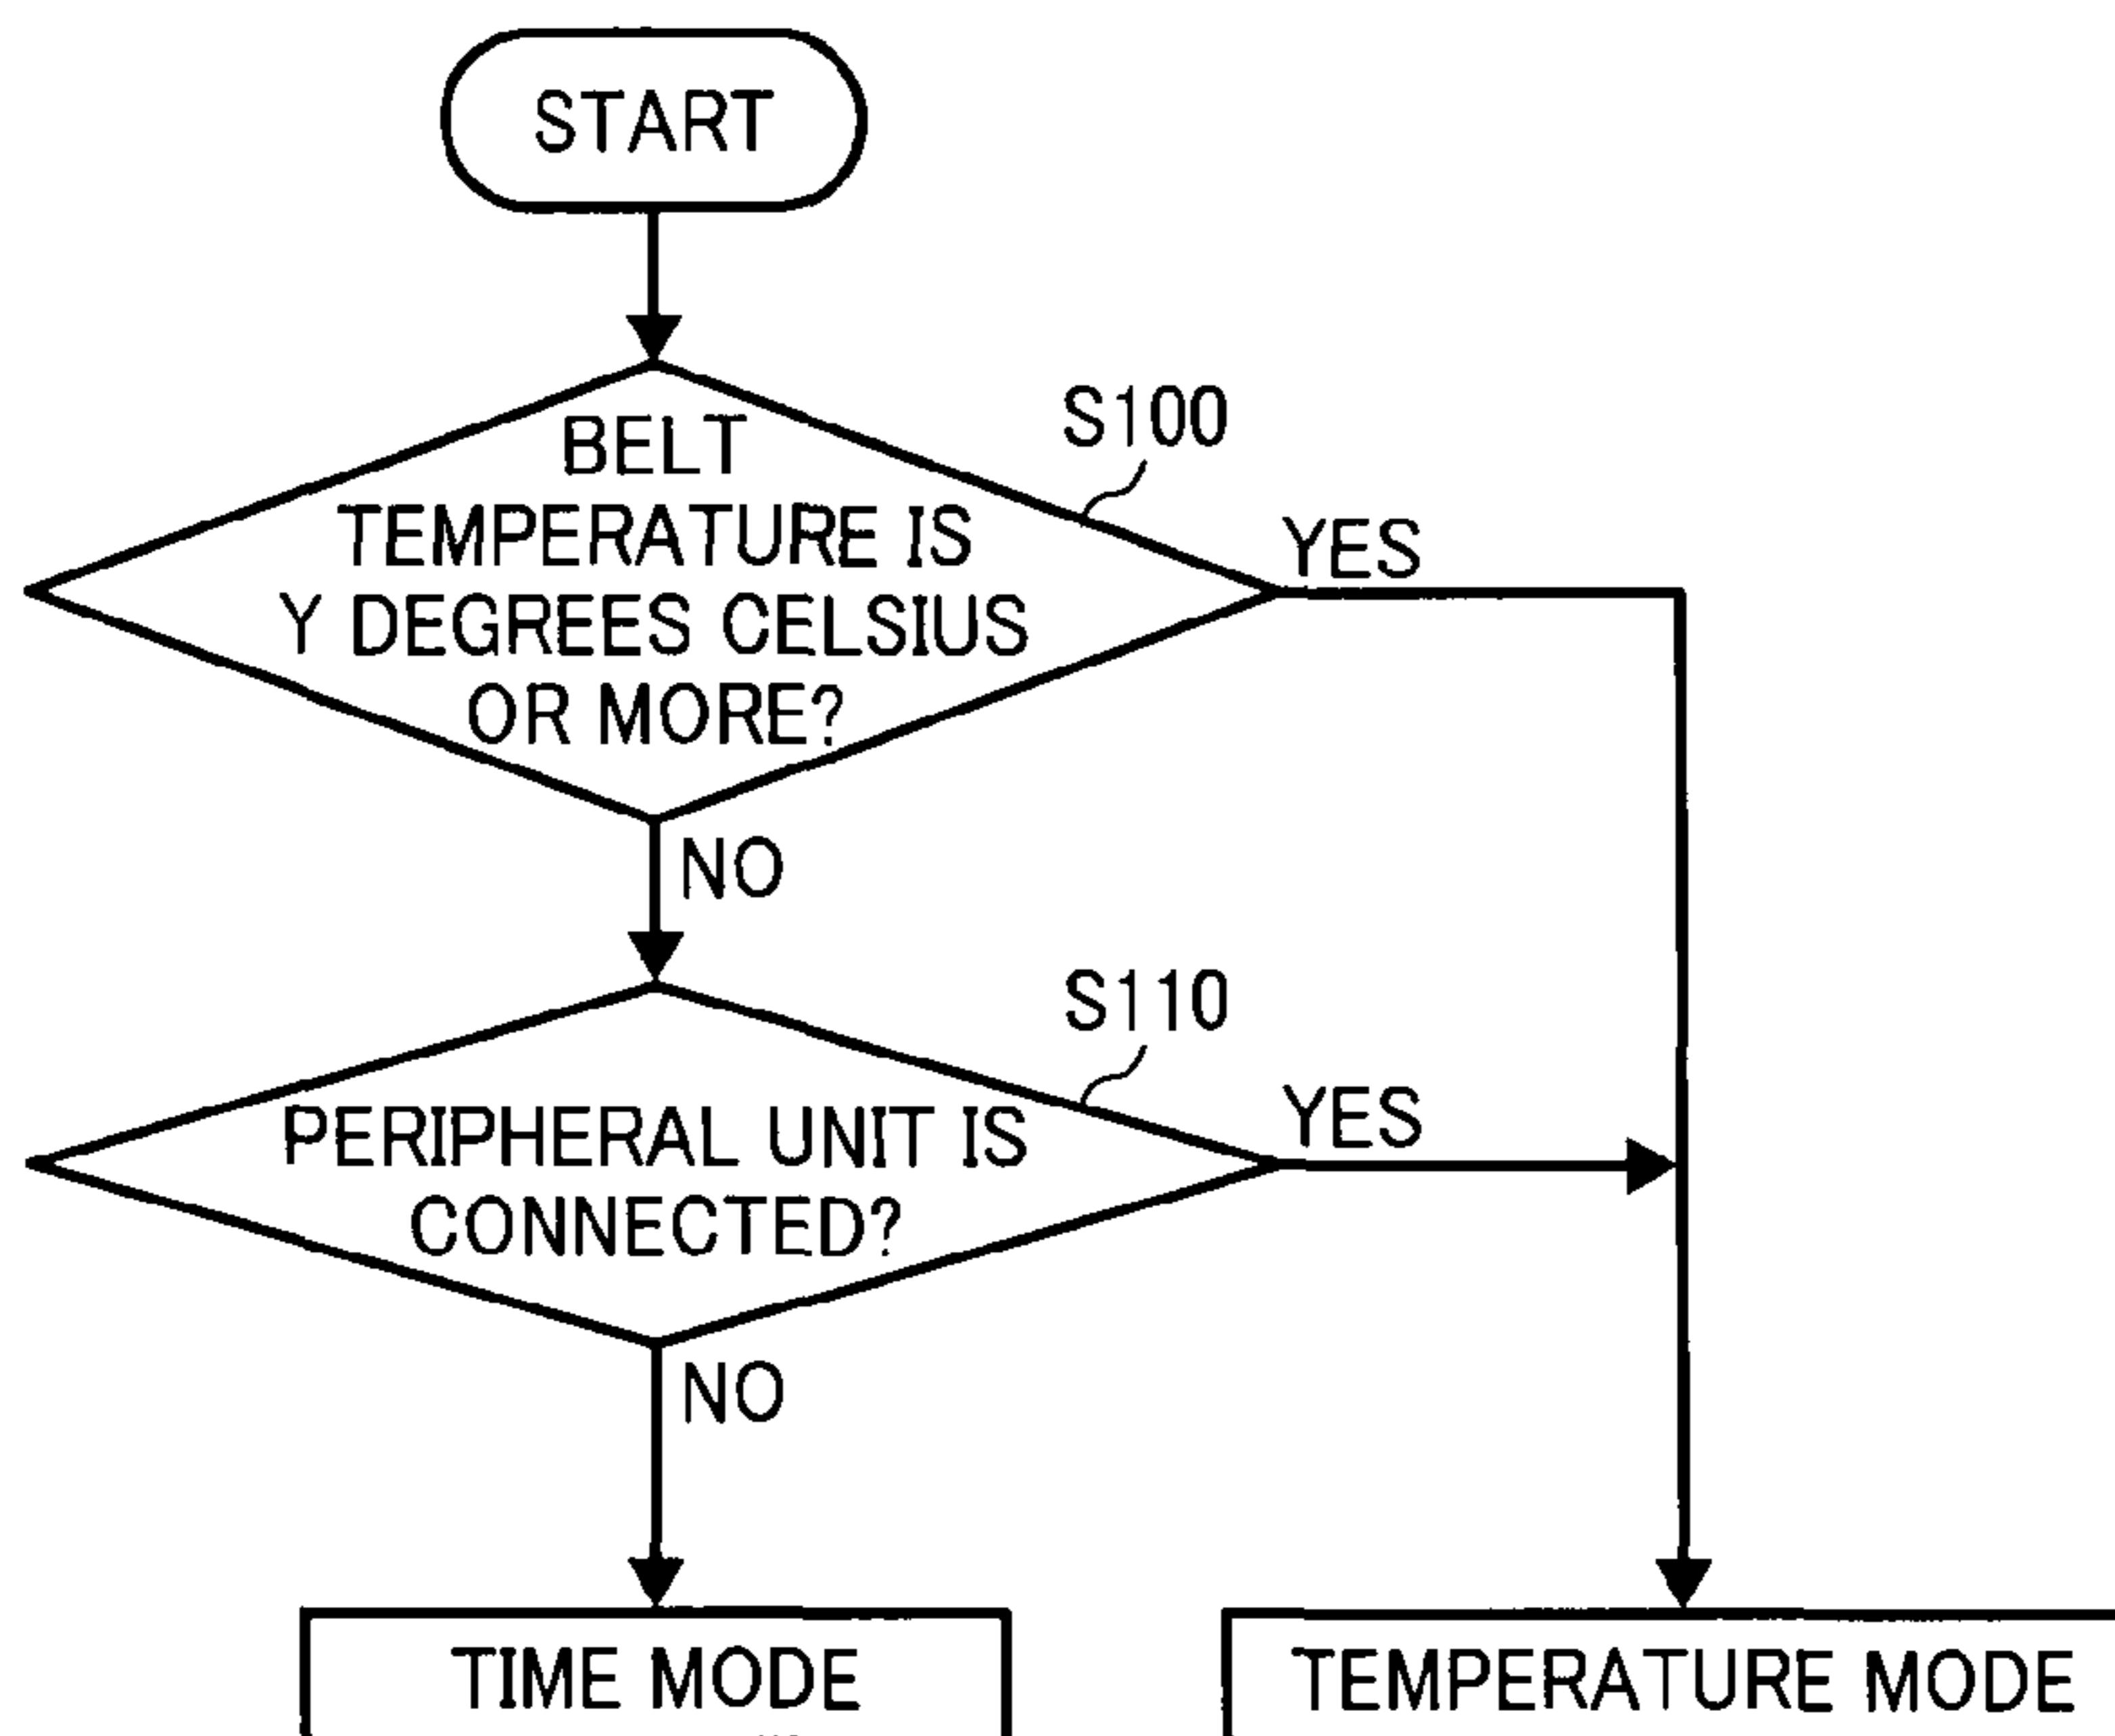 START
BELT
TEMPERATURE IS
Y DEGREES CELSIUS
OR MORE?
S100
YES
NO
S110
PERIPHERAL UNIT IS
CONNECTED?
YES
NO
TIME MODE
TEMPERATURE MODE